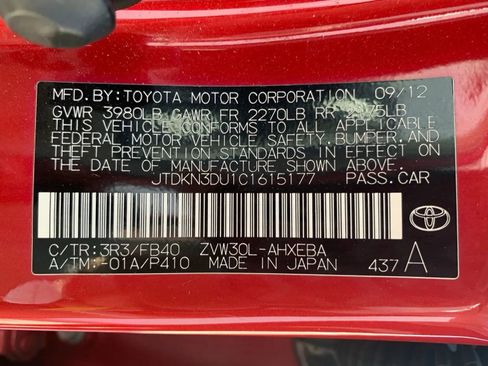 MFD.BY:TOYOTA MOTOR CORPORATION 09/12
GVWR 3980LB GAWR FR 2270LB RR
THIS VEHICLE CONFORMS TO ALL APPLICABLE
FEDERAL MOTOR VEHICLE SAFETY,BUMPER,AND
THEFT PREVENTION STANDARDS IN EFFECT ON THE
DATE OF MANUFACTURE SHOWN ABOVE.
JTDKN3DU1C1615177 PASS.CAR
C/TR:3R3/FB40 ZVW30L-AHXEBA
A/TM:-01A/P410 MADE IN JAPAN 437 A
TOYOTA